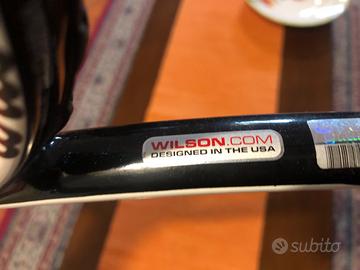 WILSON.COM
DESIGNED IN THE USA
subito